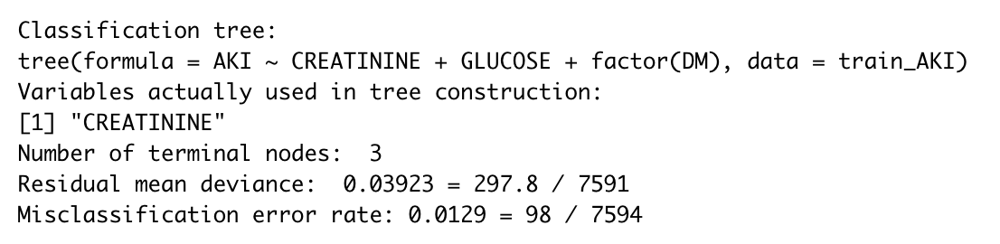 Classification tree:
tree(formula = AKI ~ CREATININE + GLUCOSE + factor(DM), data = train_AKI)
Variables actually used in tree construction:
[1] "CREATININE"
Number of terminal nodes:  3
Residual mean deviance:  0.03923 = 297.8 / 7591
Misclassification error rate: 0.0129 = 98 / 7594